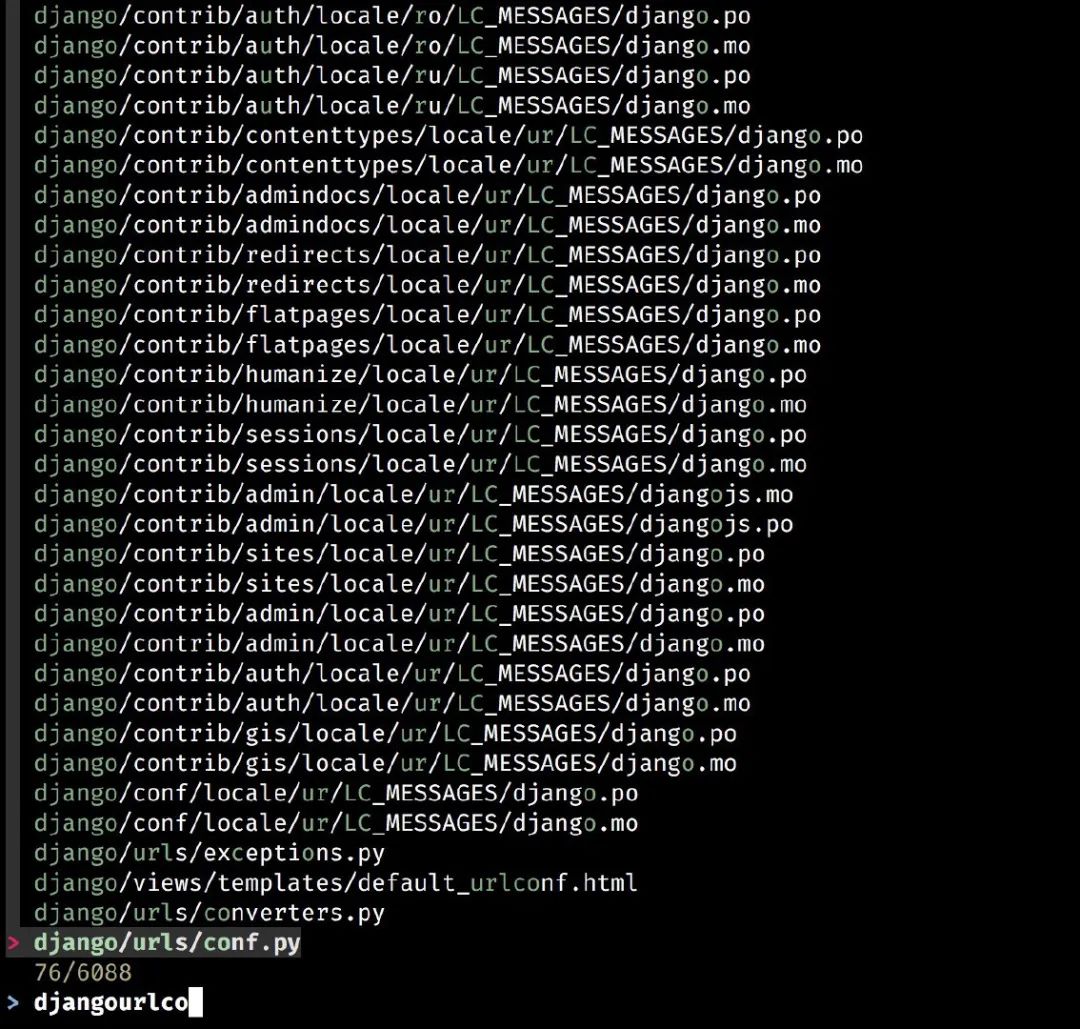 django/contrib/auth/locale/ro/LC_MESSAGES/django.po
django/contrib/auth/locale/ro/LC_MESSAGES/django.mo
django/contrib/auth/locale/ru/LC_MESSAGES/django.po
django/contrib/auth/locale/ru/LC_MESSAGES/django.mo
django/contrib/contenttypes/locale/ur/LC_MESSAGES/django.po
django/contrib/contenttypes/locale/ur/LC_MESSAGES/django.mo
django/contrib/admindocs/locale/ur/LC_MESSAGES/django.po
django/contrib/admindocs/locale/ur/LC_MESSAGES/django.mo
django/contrib/redirects/locale/ur/LC_MESSAGES/django.po
django/contrib/redirects/locale/ur/LC_MESSAGES/django.mo
django/contrib/flatpages/locale/ur/LC_MESSAGES/django.po
django/contrib/flatpages/locale/ur/LC_MESSAGES/django.mo
django/contrib/humanize/locale/ur/LC_MESSAGES/django.po
django/contrib/humanize/locale/ur/LC_MESSAGES/django.mo
django/contrib/sessions/locale/ur/LC_MESSAGES/django.po
django/contrib/sessions/locale/ur/LC_MESSAGES/django.mo
django/contrib/admin/locale/ur/LC_MESSAGES/djangojs.mo
django/contrib/admin/locale/ur/LC_MESSAGES/djangojs.po
django/contrib/sites/locale/ur/LC_MESSAGES/django.po
django/contrib/sites/locale/ur/LC_MESSAGES/django.mo
django/contrib/admin/locale/ur/LC_MESSAGES/django.po
django/contrib/admin/locale/ur/LC_MESSAGES/django.mo
django/contrib/auth/locale/ur/LC_MESSAGES/django.po
django/contrib/auth/locale/ur/LC_MESSAGES/django.mo
django/contrib/gis/locale/ur/LC_MESSAGES/django.po
django/contrib/gis/locale/ur/LC_MESSAGES/django.mo
django/conf/locale/ur/LC_MESSAGES/django.po
django/conf/locale/ur/LC_MESSAGES/django.mo
django/urls/exceptions.py
django/views/templates/default_urlconf.html
django/urls/converters.py
> django/urls/conf.py
76/6088
> djangourlco